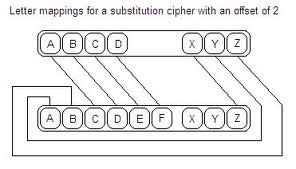 Letter mappings for a substitution cipher with an offset of 2
A B C D X Y Z
A B C D E F X Y Z